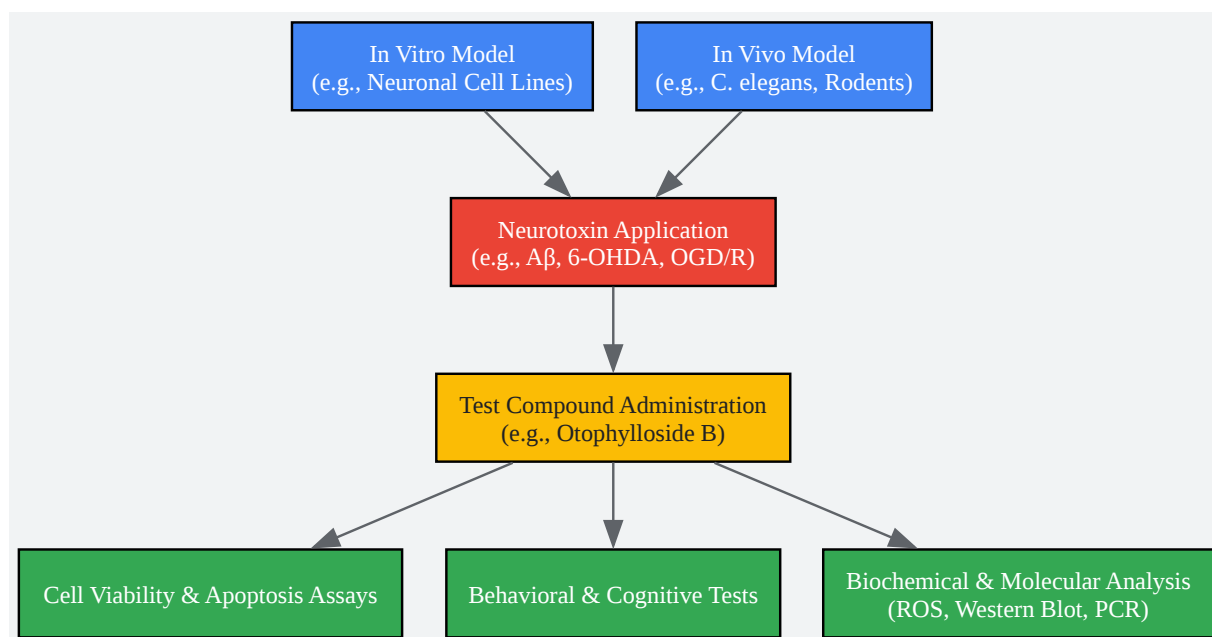 In Vitro Model
(e.g., Neuronal Cell Lines)
In Vivo Model
(e.g., C. elegans, Rodents)
Neurotoxin Application
(e.g., Aβ, 6-OHDA, OGD/R)
Test Compound Administration
(e.g., Otophylloside B)
Cell Viability & Apoptosis Assays
Behavioral & Cognitive Tests
Biochemical & Molecular Analysis
(ROS, Western Blot, PCR)